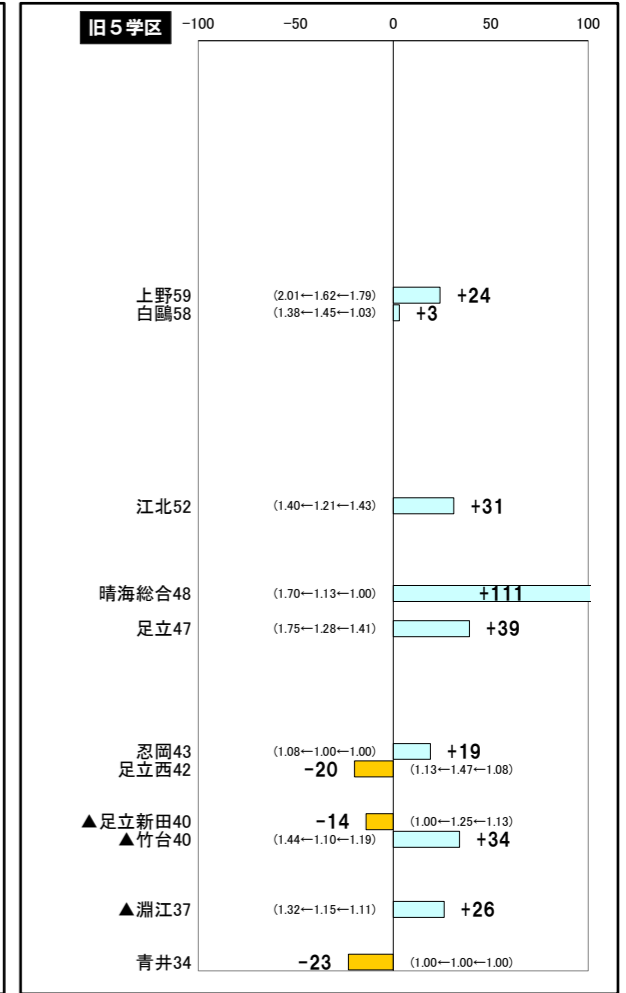 旧5学区
-100 -50 0 50 100
上野59 (2.01←1.62←1.79) +24
白鷗58 (1.38←1.45←1.03) +3
江北52 (1.40←1.21←1.43) +31
晴海総合48 (1.70←1.13←1.00) +111
足立47 (1.75←1.28←1.41) +39
忍岡43 (1.08←1.00←1.00) +19
足立西42 -20 (1.13←1.47←1.08)
▲足立新田40 -14 (1.00←1.25←1.13)
▲竹台40 (1.44←1.10←1.19) +34
▲淵江37 (1.32←1.15←1.11) +26
青井34 -23 (1.00←1.00←1.00)